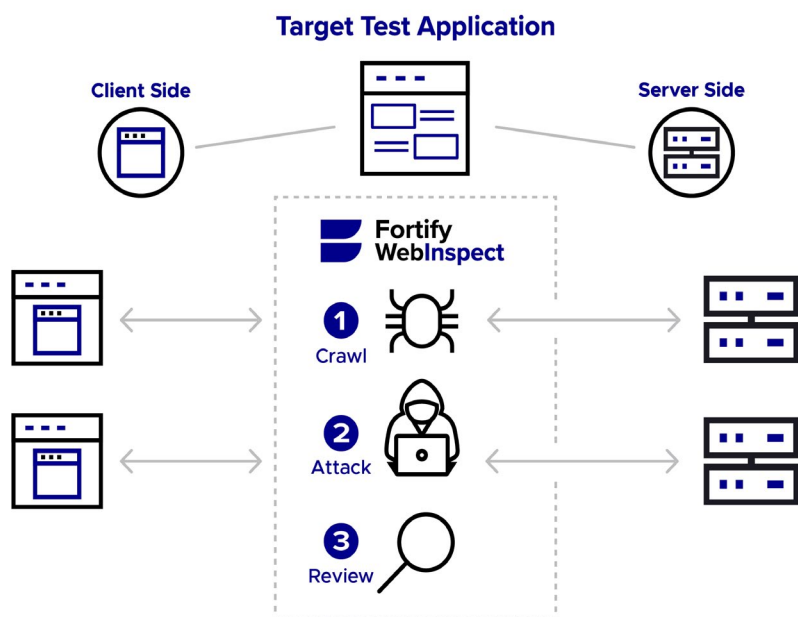 Target Test Application
Client Side
Server Side
Fortify
WebInspect
1
Crawl
2
Attack
3
Review